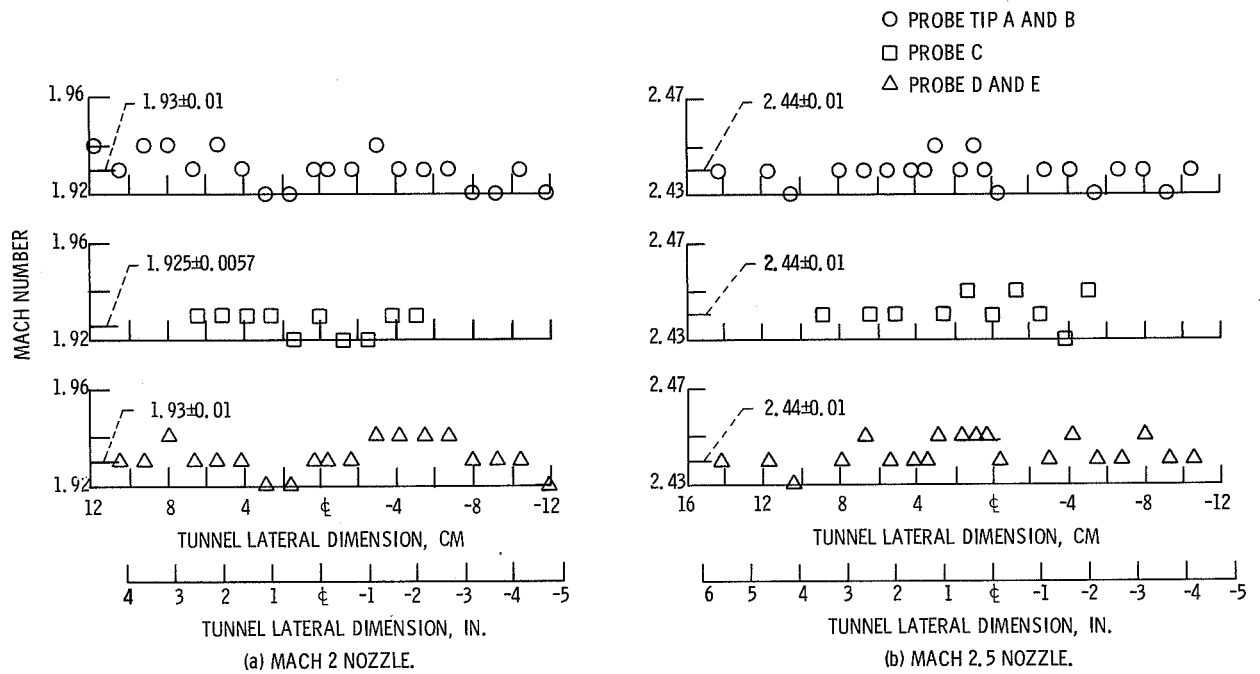 PROBE TIP A AND B
PROBE C
PROBE D AND E
MACH NUMBER
1.96
1.93±0.01
1.92
1.96
1.925±0.0057
1.92
1.96
1.93±0.01
1.92
12 8 4 ℄ -4 -8 -12
TUNNEL LATERAL DIMENSION, CM
4 3 2 1 ℄ -1 -2 -3 -4 -5
TUNNEL LATERAL DIMENSION, IN.
(a) MACH 2 NOZZLE.
2.47
2.44±0.01
2.43
2.47
2.44±0.01
2.43
2.47
2.44±0.01
2.43
16 12 8 4 ℄ -4 -8 -12
TUNNEL LATERAL DIMENSION, CM
6 5 4 3 2 1 ℄ -1 -2 -3 -4 -5
TUNNEL LATERAL DIMENSION, IN.
(b) MACH 2.5 NOZZLE.